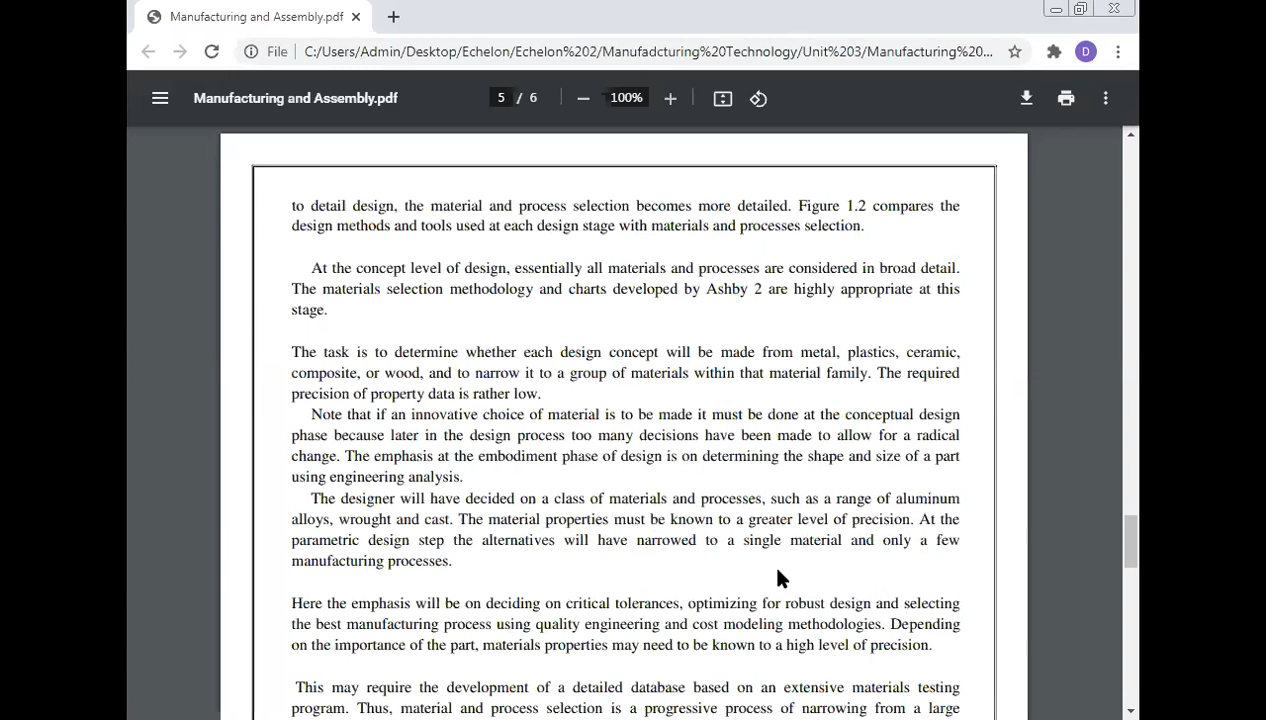 Manufacturing and Assembly.pdf
File C:/Users/Admin/Desktop/Echelon/Echelon%202/Manufadcturing%20Technology/Unit%203/Manufacturing%20...
D
Manufacturing and Assembly.pdf 5 / 6 100%
to detail design, the material and process selection becomes more detailed. Figure 1.2 compares the
design methods and tools used at each design stage with materials and processes selection.
At the concept level of design, essentially all materials and processes are considered in broad detail.
The materials selection methodology and charts developed by Ashby 2 are highly appropriate at this
stage.
The task is to determine whether each design concept will be made from metal, plastics, ceramic,
composite, or wood, and to narrow it to a group of materials within that material family. The required
precision of property data is rather low.
Note that if an innovative choice of material is to be made it must be done at the conceptual design
phase because later in the design process too many decisions have been made to allow for a radical
change. The emphasis at the embodiment phase of design is on determining the shape and size of a part
using engineering analysis.
The designer will have decided on a class of materials and processes, such as a range of aluminum
alloys, wrought and cast. The material properties must be known to a greater level of precision. At the
parametric design step the alternatives will have narrowed to a single material and only a few
manufacturing processes.
Here the emphasis will be on deciding on critical tolerances, optimizing for robust design and selecting
the best manufacturing process using quality engineering and cost modeling methodologies. Depending
on the importance of the part, materials properties may need to be known to a high level of precision.
This may require the development of a detailed database based on an extensive materials testing
program. Thus, material and process selection is a progressive process of narrowing from a large